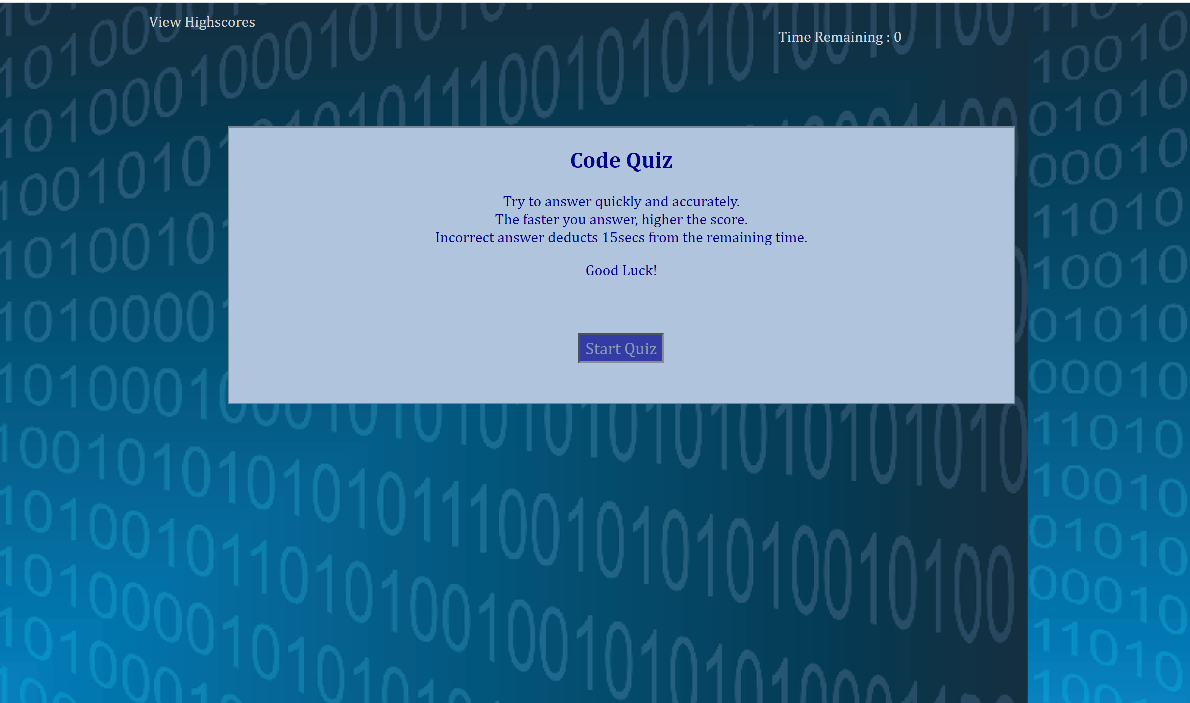 View Highscores
Time Remaining : 0
Code Quiz
Try to answer quickly and accurately.
The faster you answer, higher the score.
Incorrect answer deducts 15secs from the remaining time.
Good Luck!
Start Quiz